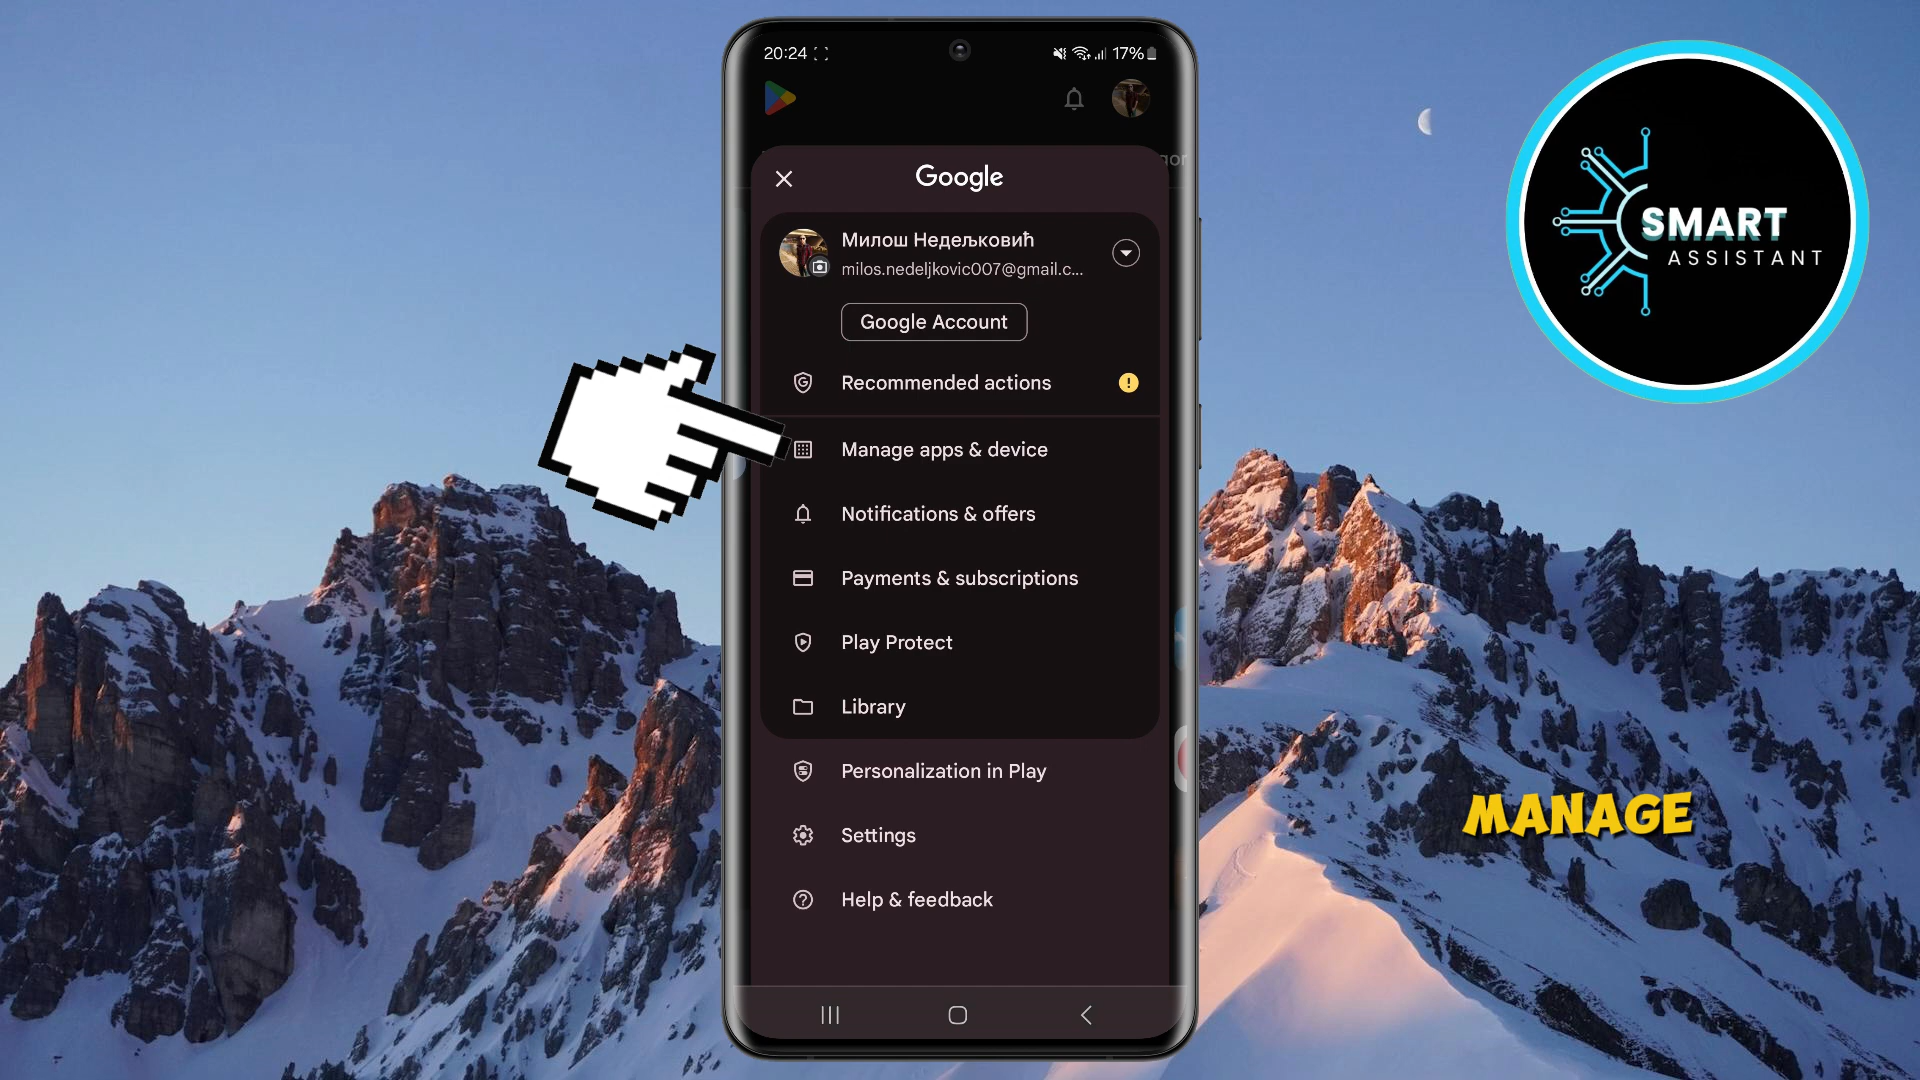 20:24
17%
Google
Милош Недељковић
milos.nedeljkovic007@gmail.c...
Google Account
Recommended actions
Manage apps & device
Notifications & offers
Payments & subscriptions
Play Protect
Library
Personalization in Play
Settings
Help & feedback
SMART
ASSISTANT
MANAGE